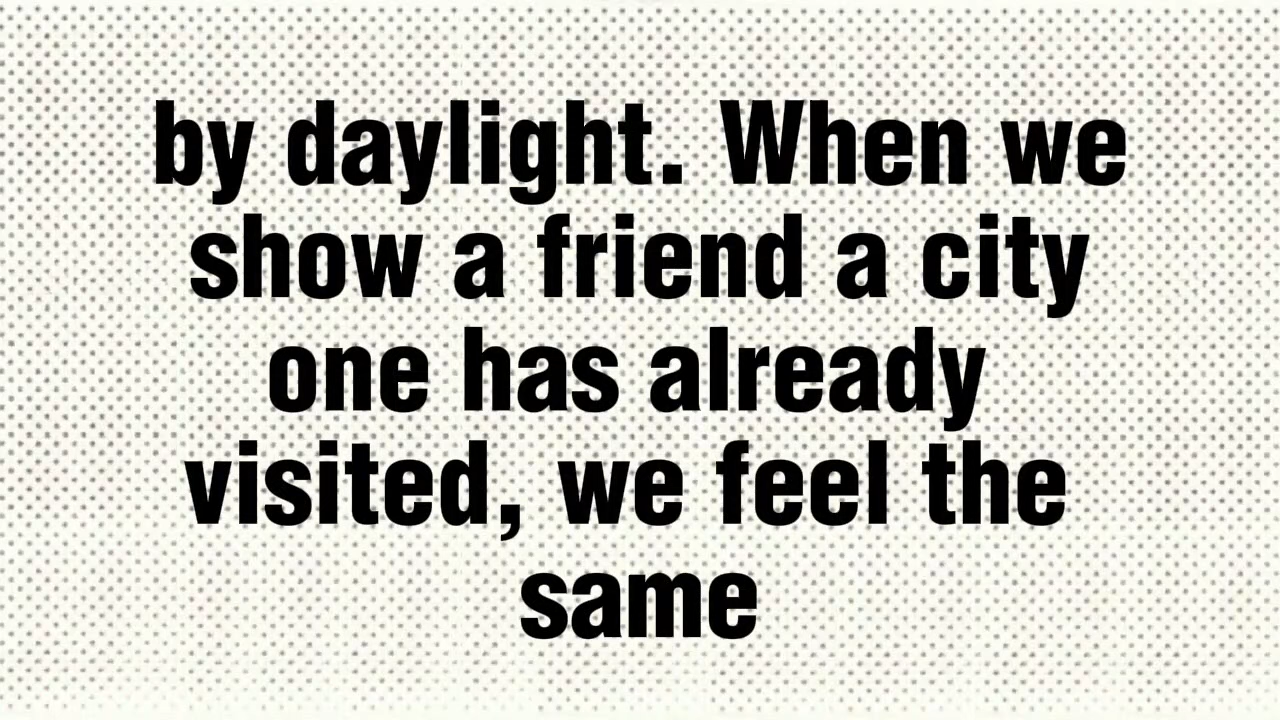 by daylight. When we
show a friend a city
one has already
visited, we feel the
same